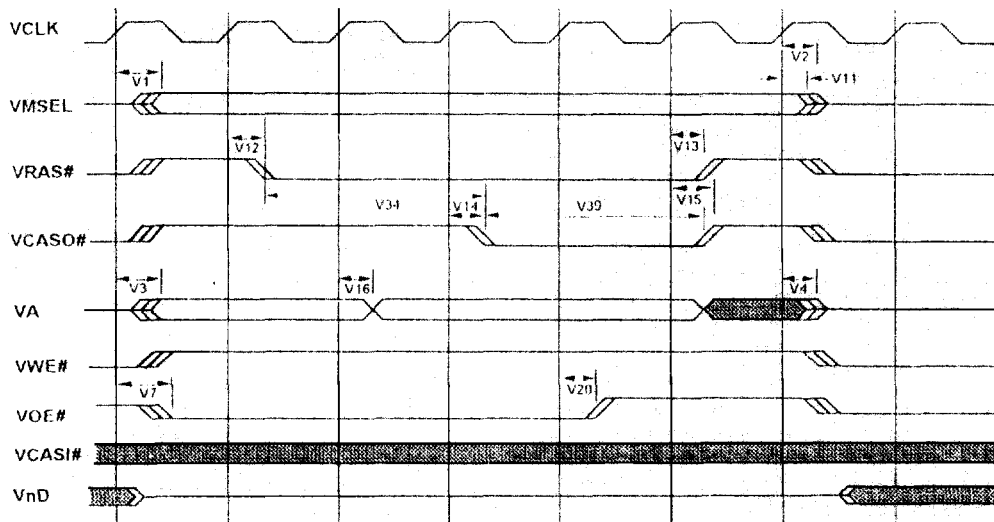 VCLK
V2
V1
V11
VMSEL
V12
V13
VRAS#
V34
V14
V39
V15
VCASO#
V3
V16
V4
VA
VWE#
V7
V20
VOE#
VCASI#
VnD